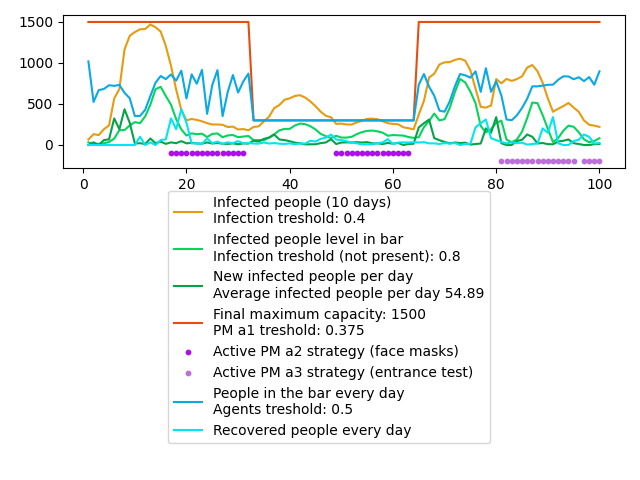 1500
1000
500
0
0
20
40
60
80
100
Infected people (10 days)
Infection treshold: 0.4
Infected people level in bar
Infection treshold (not present): 0.8
New infected people per day
Average infected people per day 54.89
Final maximum capacity: 1500
PM a1 treshold: 0.375
Active PM a2 strategy (face masks)
Active PM a3 strategy (entrance test)
People in the bar every day
Agents treshold: 0.5
Recovered people every day